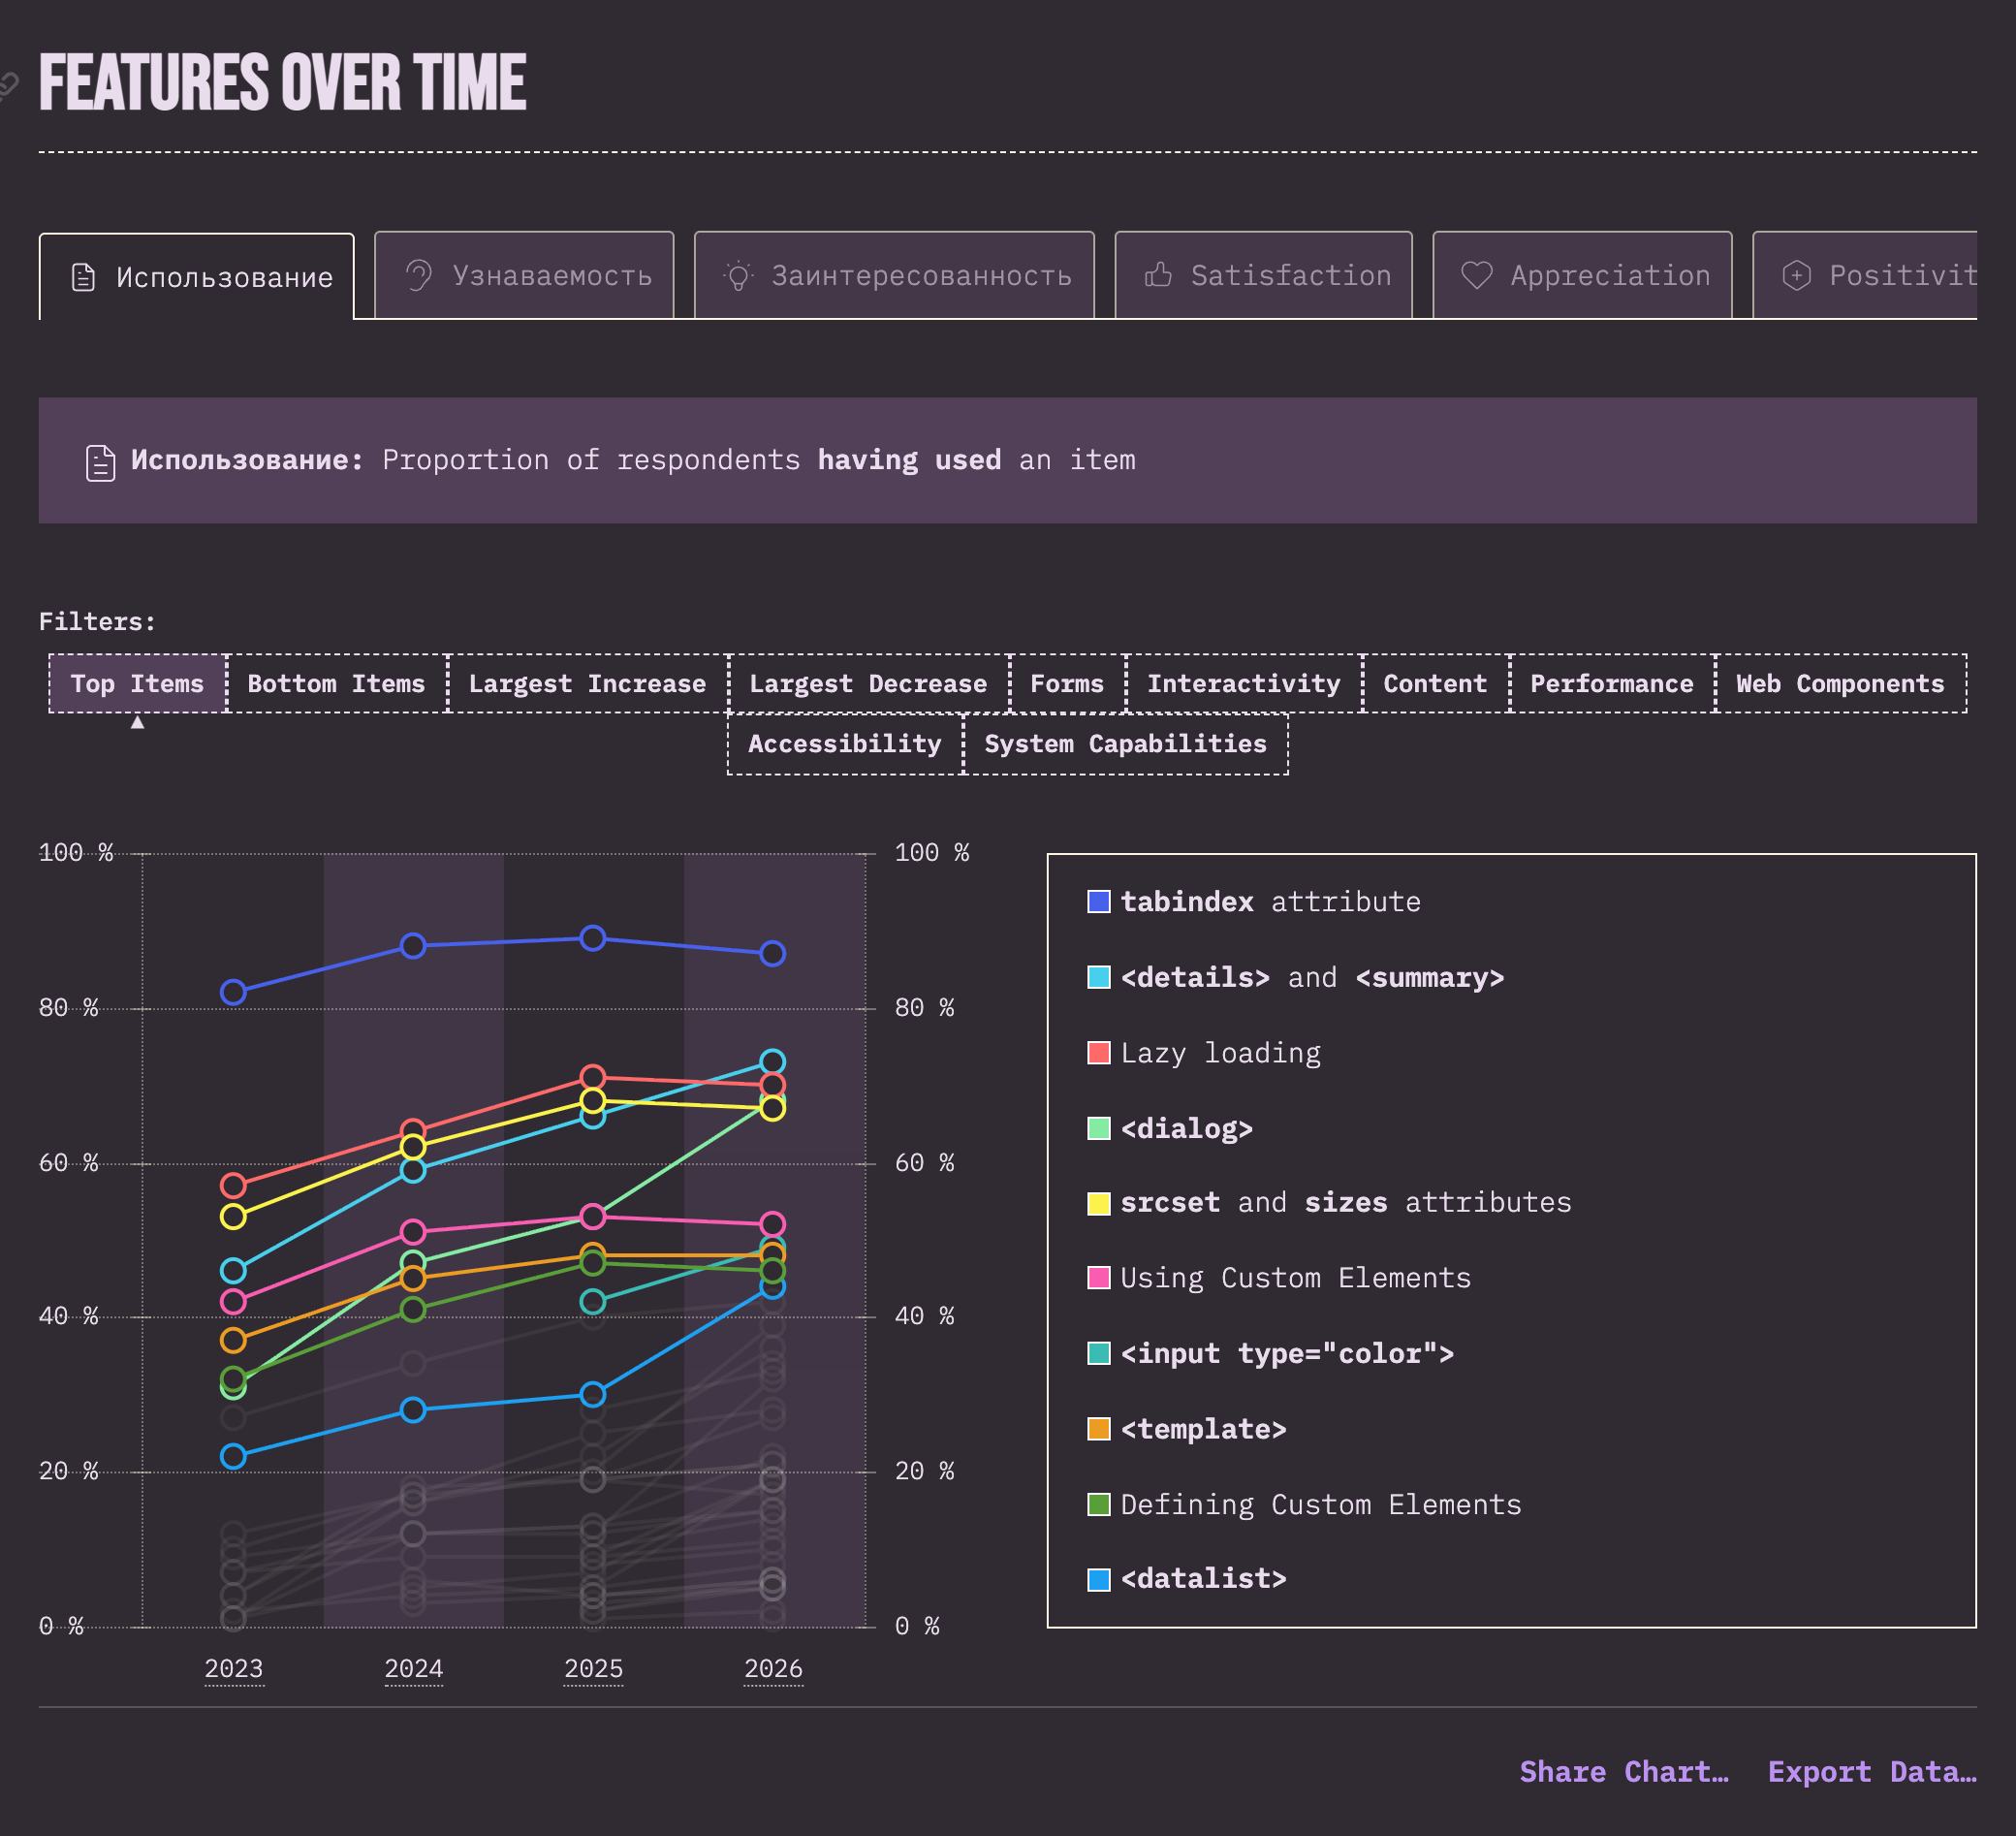 FEATURES OVER TIME
Использование
Узнаваемость
Заинтересованность
Satisfaction
Appreciation
Positivit
Использование: Proportion of respondents having used an item
Filters:
Top Items
Bottom Items
Largest Increase
Largest Decrease
Forms
Interactivity
Content
Performance
Web Components
Accessibility
System Capabilities
100 %
80 %
60 %
40 %
20 %
0 %
100 %
80 %
60 %
40 %
20 %
0 %
2023
2024
2025
2026
tabindex attribute
<details> and <summary>
Lazy loading
<dialog>
srcset and sizes attributes
Using Custom Elements
<input type="color">
<template>
Defining Custom Elements
<datalist>
Share Chart…
Export Data…